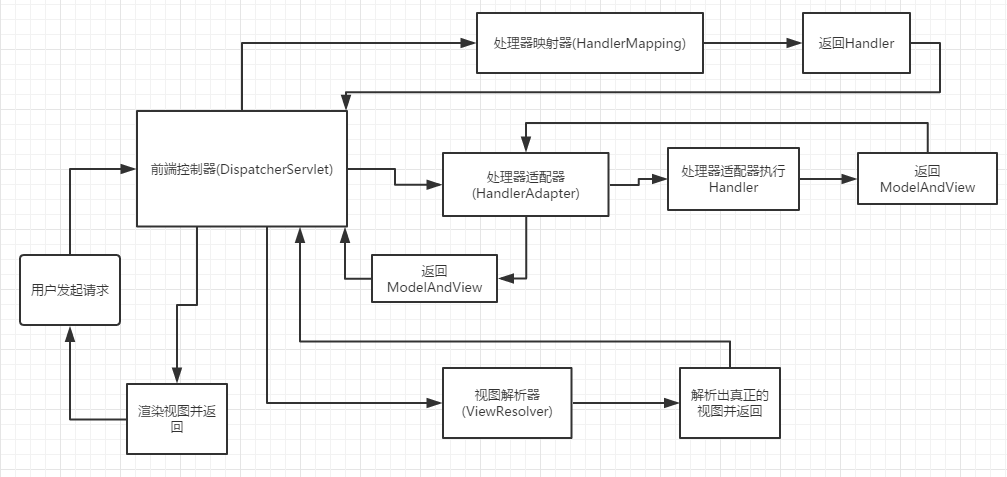 处理器映射器(HandlerMapping)
返回Handler
前端控制器(DispatcherServlet)
处理器适配器
(HandlerAdapter)
处理器适配器执行
Handler
返回
ModelAndView
用户发起请求
返回
ModelAndView
渲染视图并返
回
视图解析器
(ViewResolver)
解析出真正的
视图并返回